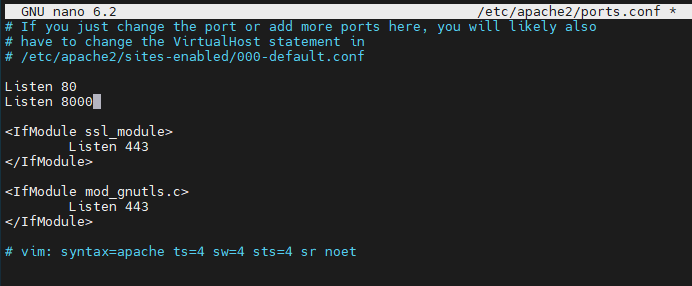 GNU nano 6.2 /etc/apache2/ports.conf *
# If you just change the port or add more ports here, you will likely also
# have to change the VirtualHost statement in
# /etc/apache2/sites-enabled/000-default.conf
Listen 80
Listen 8000
<IfModule ssl_module>
Listen 443
</IfModule>
<IfModule mod_gnutls.c>
Listen 443
</IfModule>
# vim: syntax=apache ts=4 sw=4 sts=4 sr noet